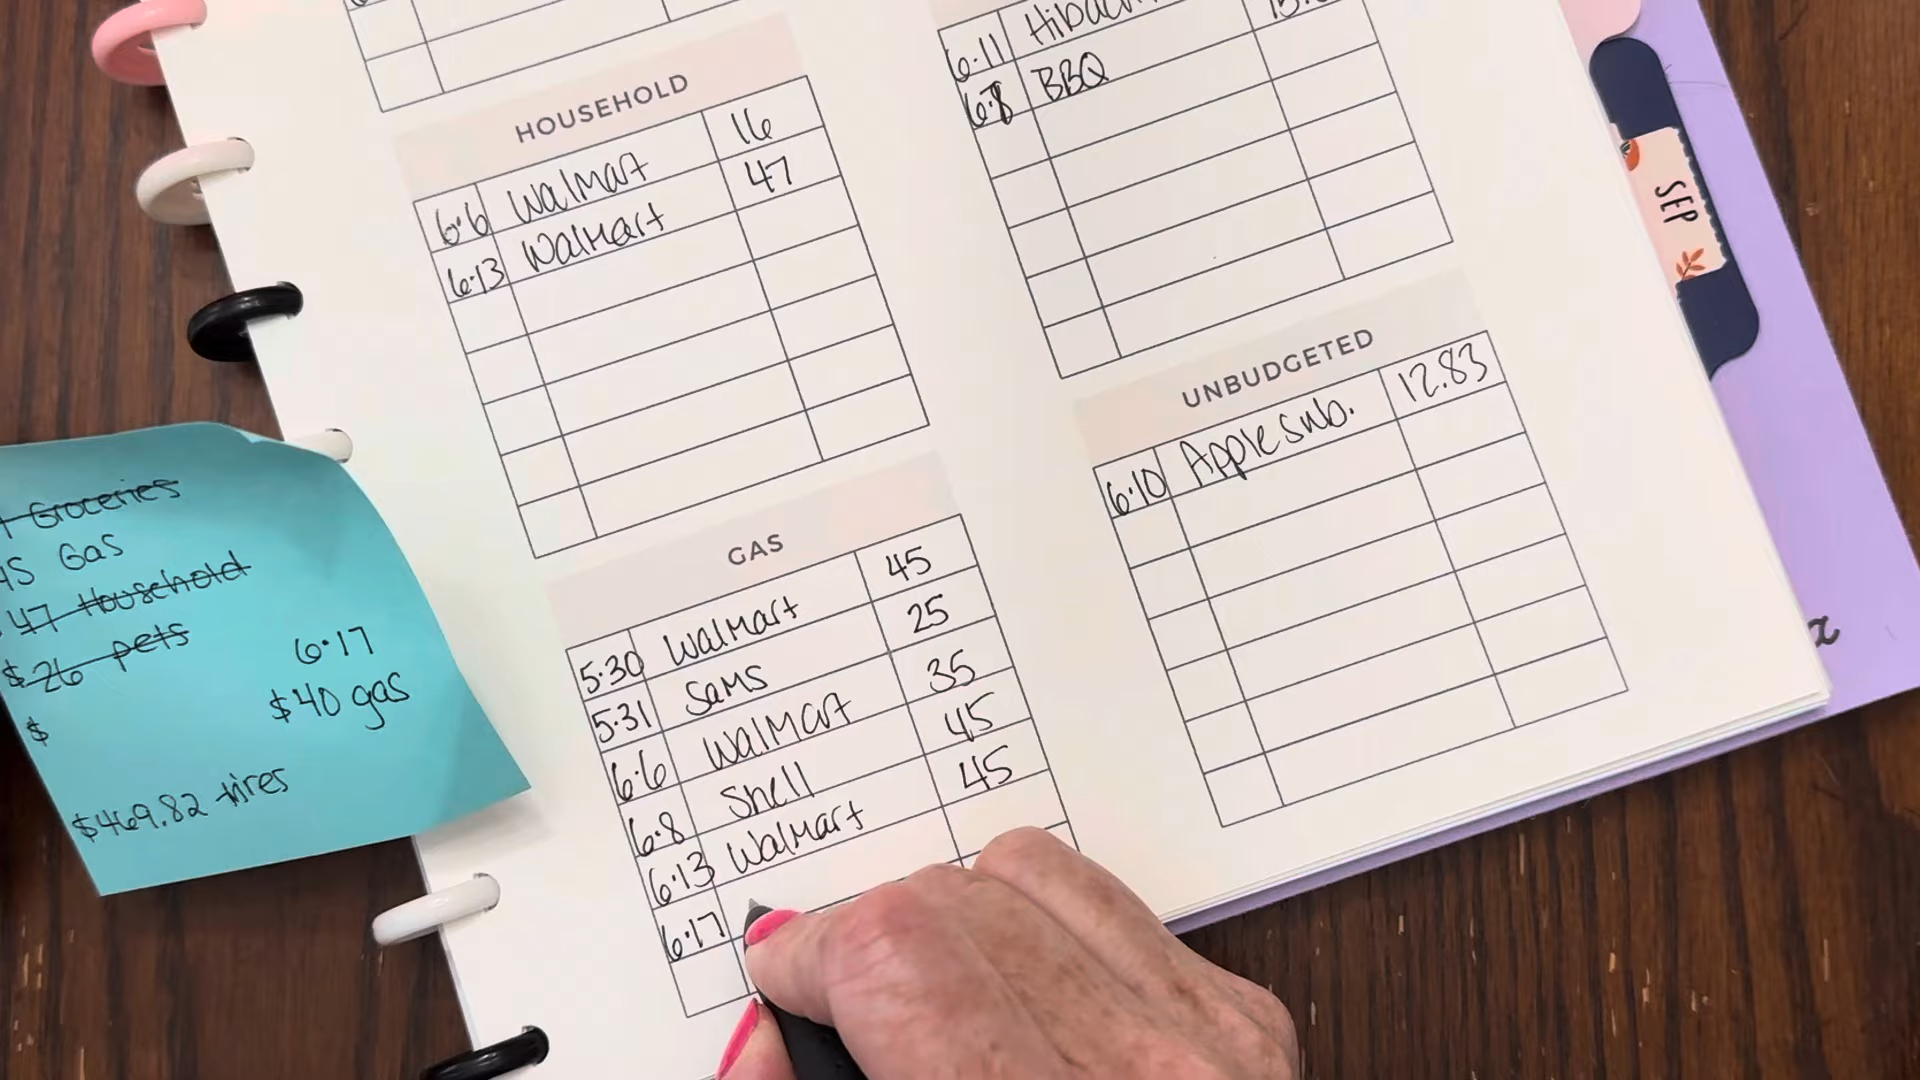 HOUSEHOLD
6.6 Walmart 16
6.13 Walmart 47
GAS
5.30 Walmart 45
5.31 Sams 25
6.6 Walmart 35
6.8 Shell 45
6.13 Walmart 45
6.17
6.11
6.8 BBQ
UNBUDGETED
6.10 Apple sub. 12.83
Groceries
Gas
47 Household
$26 pets
$
6.17
$40 gas
$469.82 tires
SEP